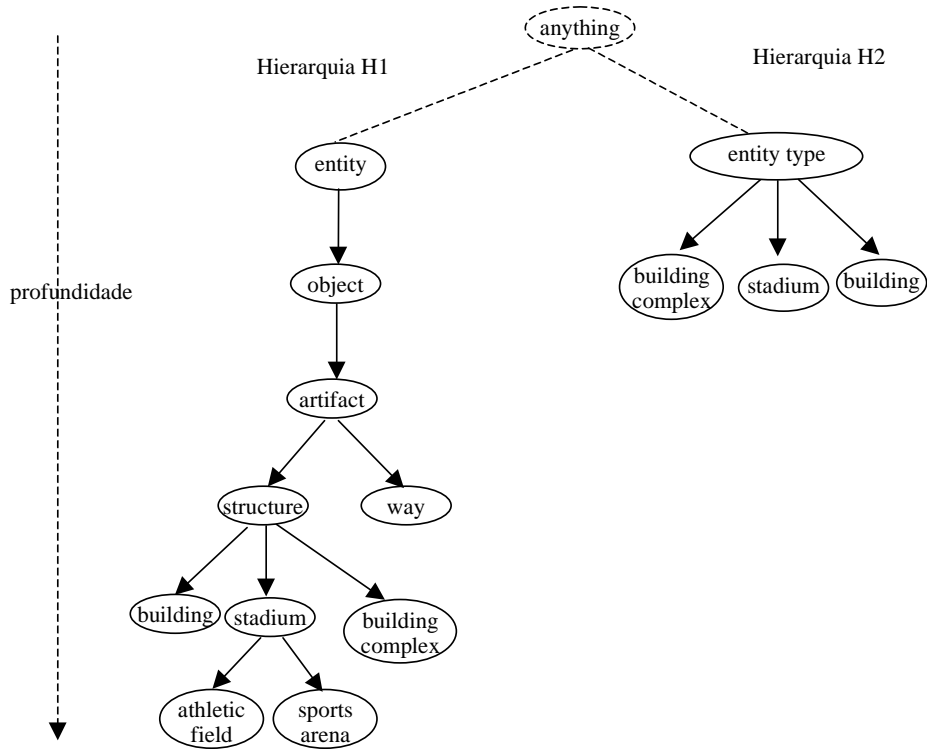 anything
Hierarquia H1
Hierarquia H2
entity
entity type
object
building
complex
stadium
building
profundidade
artifact
structure
way
building
stadium
building
complex
athletic
field
sports
arena